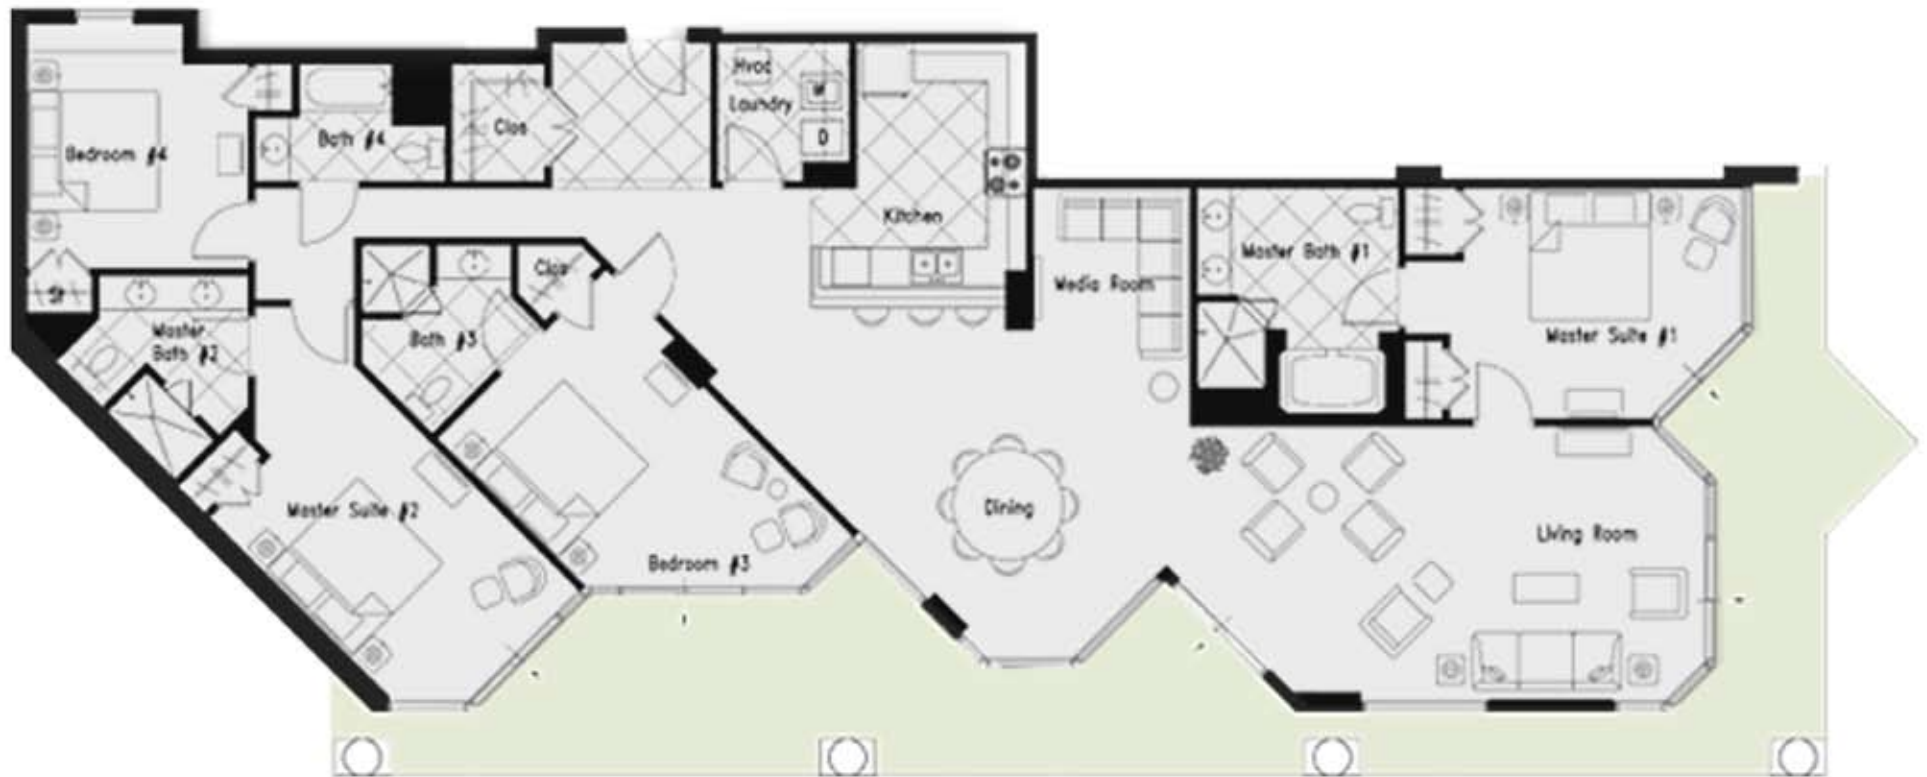 Hvac
Laundry
W
D
Clos
Bath #4
Bedroom #4
Kitchen
Master Bath #1
Media Room
Clos
Master Suite #1
Master
Bath #2
Bath #3
Master Suite #2
Dining
Living Room
Bedroom #3